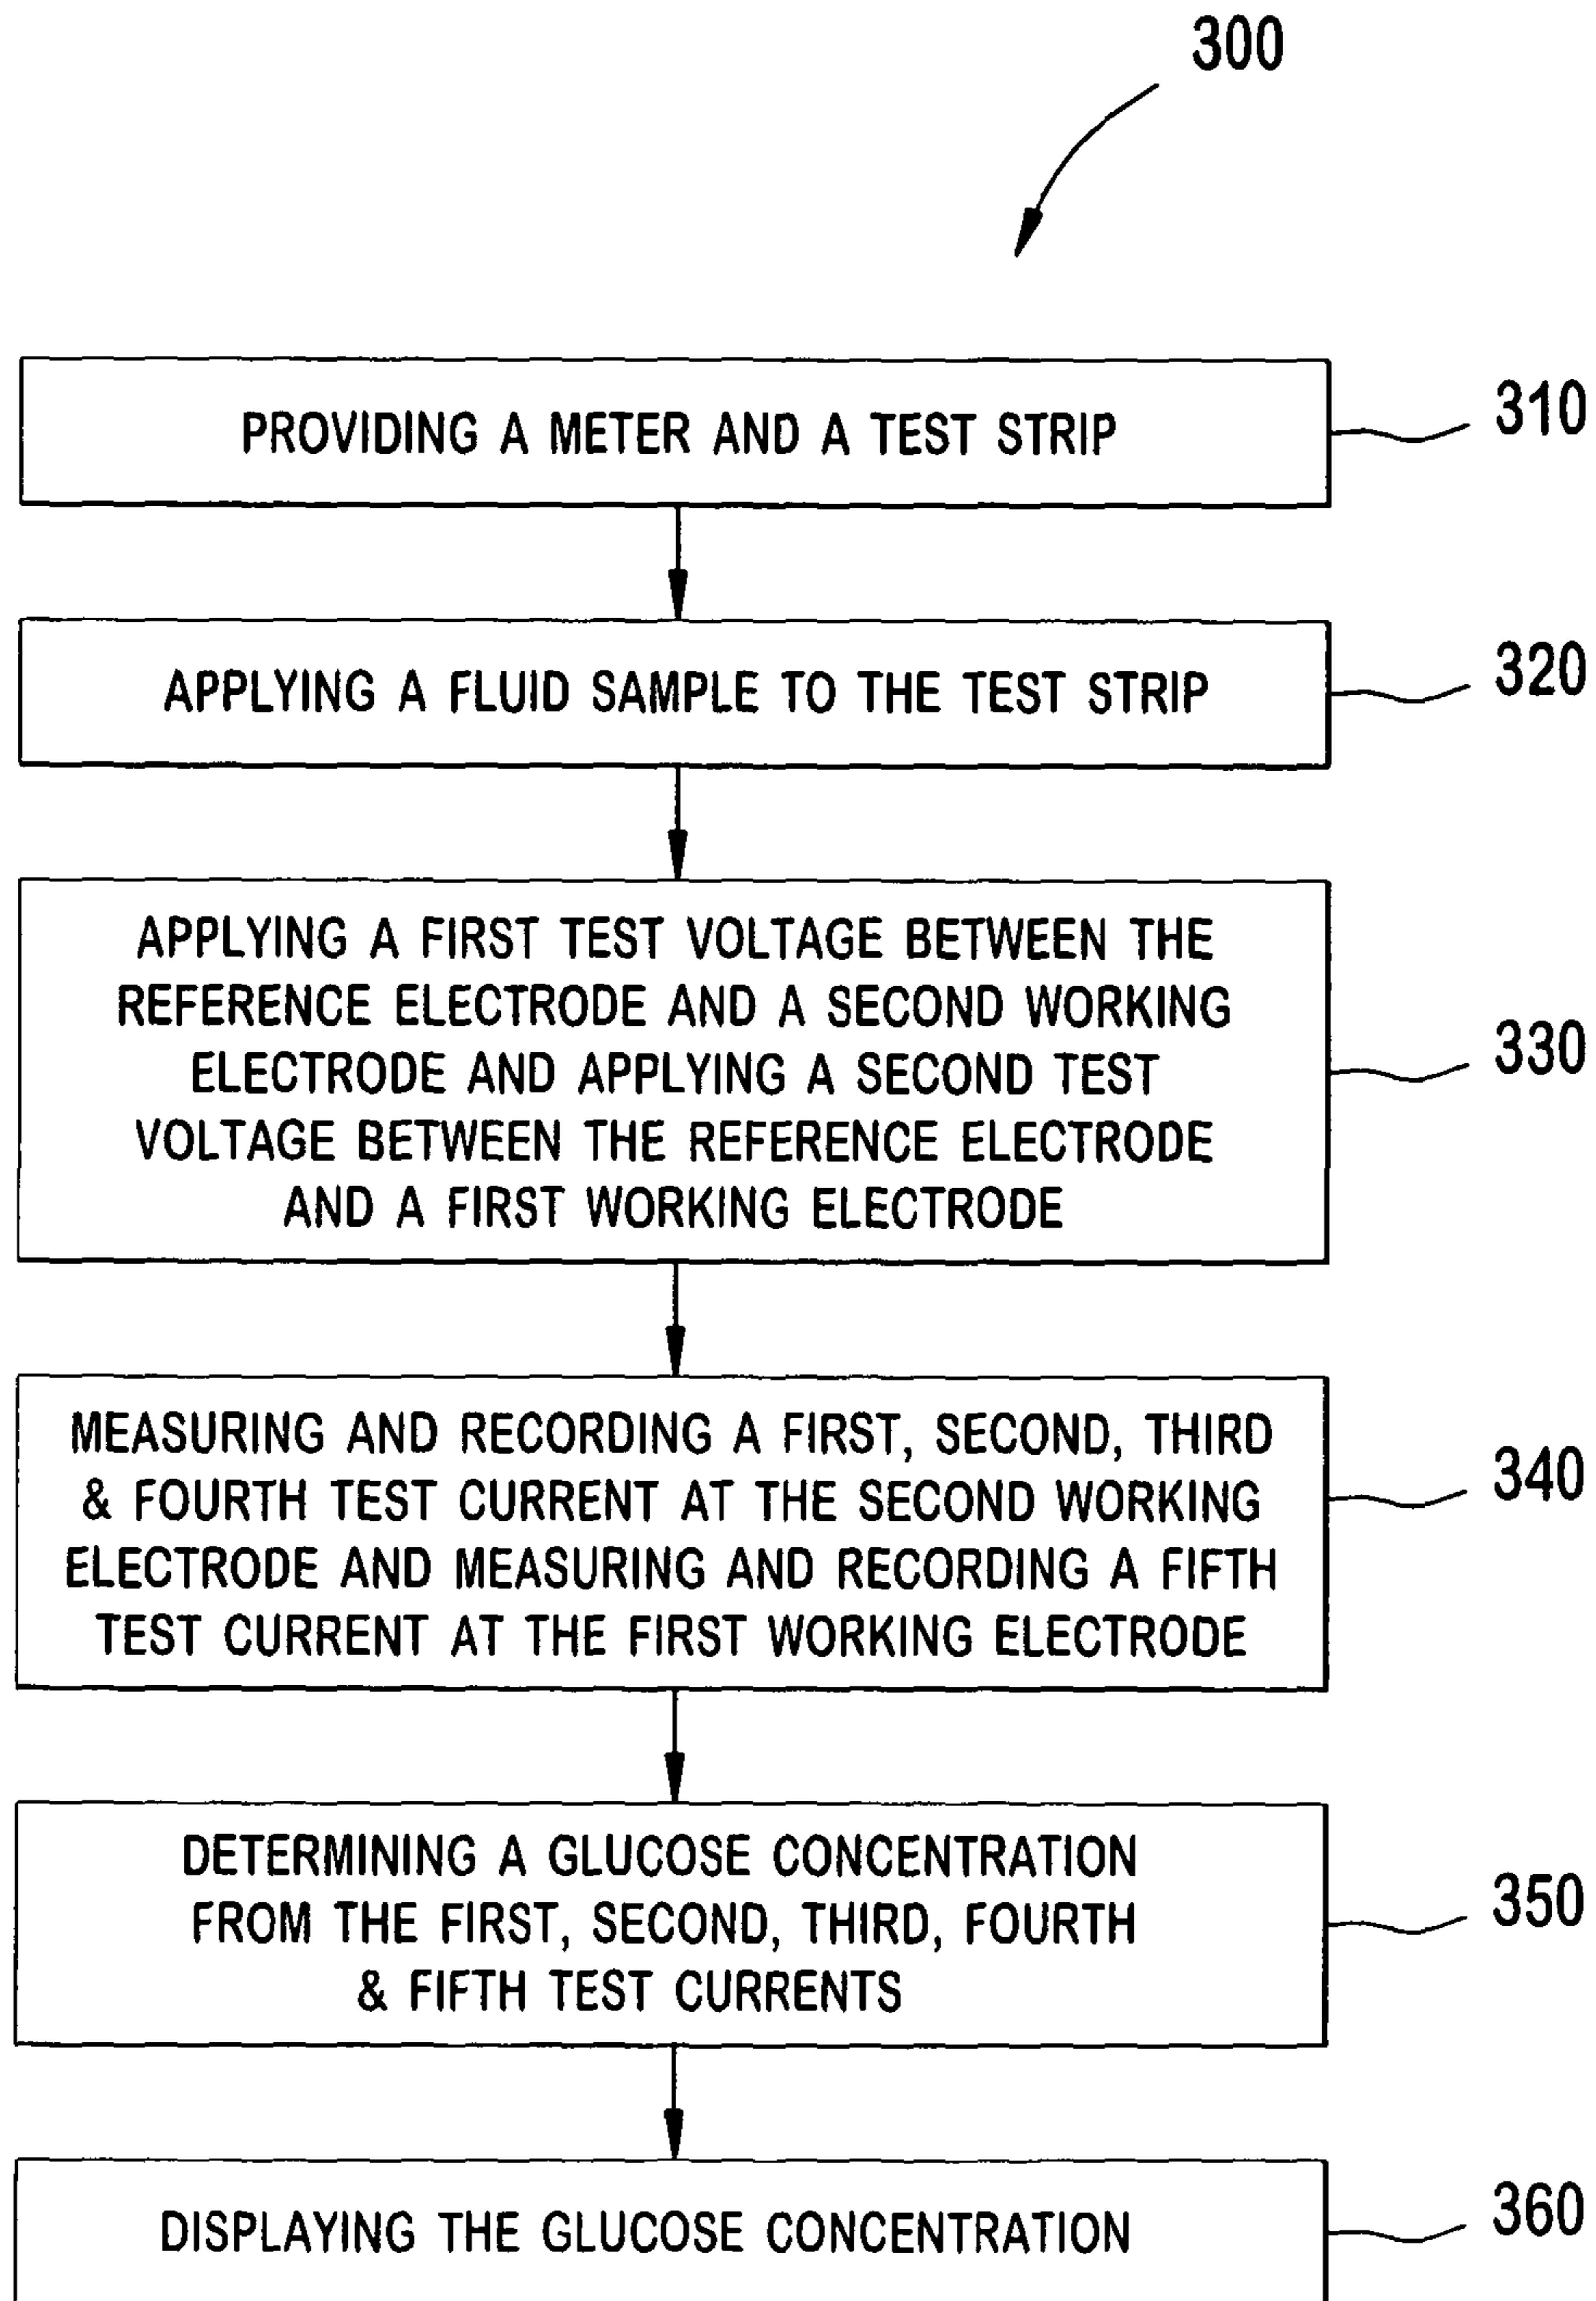 300
PROVIDING A METER AND A TEST STRIP
310
APPLYING A FLUID SAMPLE TO THE TEST STRIP
320
APPLYING A FIRST TEST VOLTAGE BETWEEN THE
REFERENCE ELECTRODE AND A SECOND WORKING
ELECTRODE AND APPLYING A SECOND TEST
VOLTAGE BETWEEN THE REFERENCE ELECTRODE
AND A FIRST WORKING ELECTRODE
330
MEASURING AND RECORDING A FIRST, SECOND, THIRD
& FOURTH TEST CURRENT AT THE SECOND WORKING
ELECTRODE AND MEASURING AND RECORDING A FIFTH
TEST CURRENT AT THE FIRST WORKING ELECTRODE
340
DETERMINING A GLUCOSE CONCENTRATION
FROM THE FIRST, SECOND, THIRD, FOURTH
& FIFTH TEST CURRENTS
350
DISPLAYING THE GLUCOSE CONCENTRATION
360